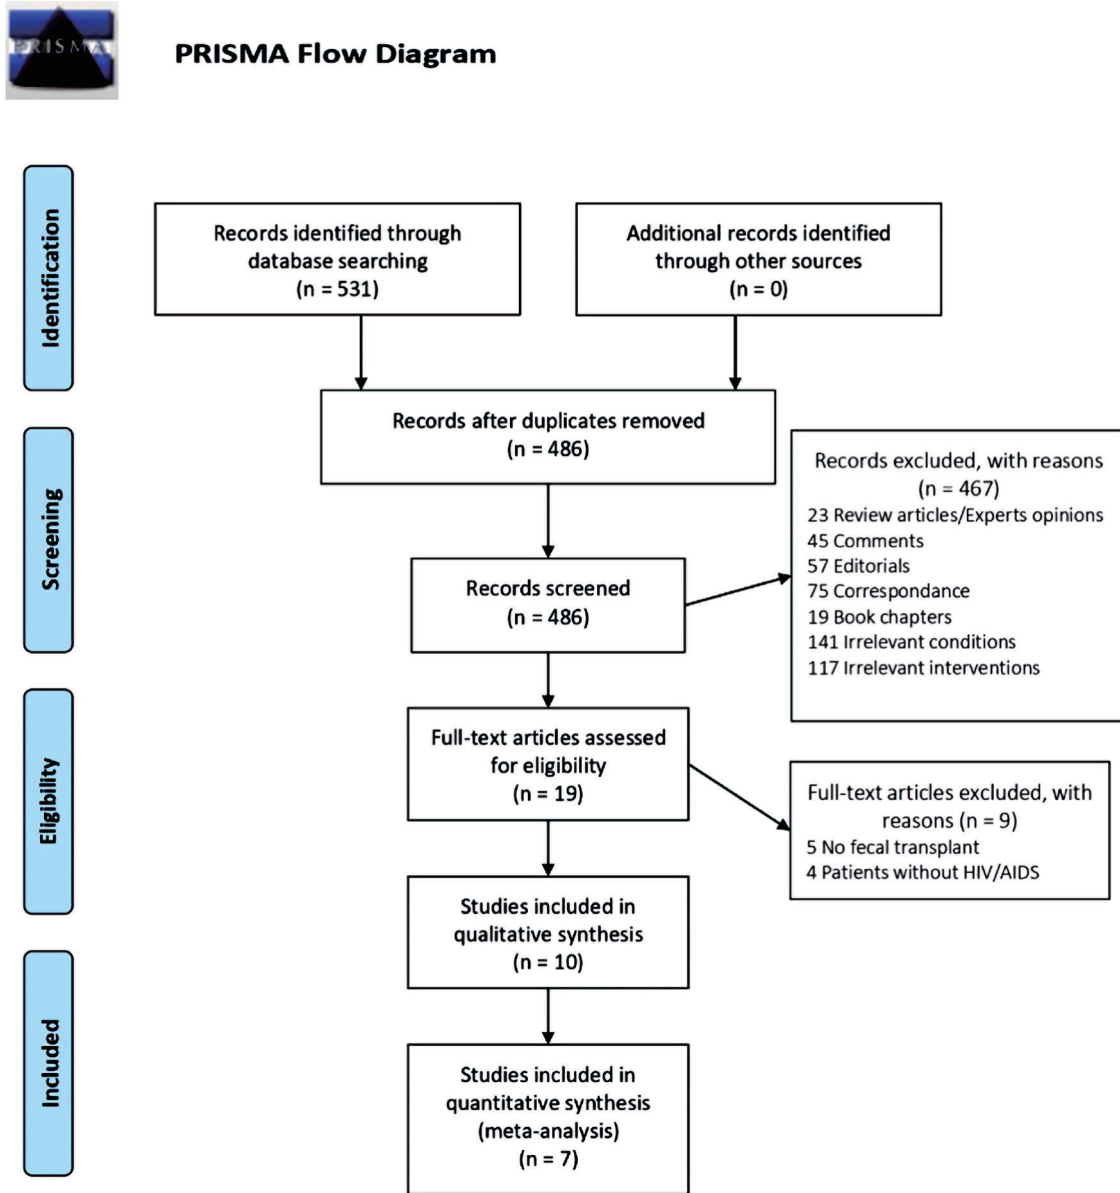 PRISMA
PRISMA Flow Diagram
Identification
Records identified through
database searching
(n = 531)
Additional records identified
through other sources
(n = 0)
Records after duplicates removed
(n = 486)
Screening
Records screened
(n = 486)
Records excluded, with reasons
(n = 467)
23 Review articles/Experts opinions
45 Comments
57 Editorials
75 Correspondance
19 Book chapters
141 Irrelevant conditions
117 Irrelevant interventions
Eligibility
Full-text articles assessed
for eligibility
(n = 19)
Full-text articles excluded, with
reasons (n = 9)
5 No fecal transplant
4 Patients without HIV/AIDS
Studies included in
qualitative synthesis
(n = 10)
Included
Studies included in
quantitative synthesis
(meta-analysis)
(n = 7)